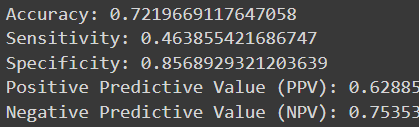 Accuracy: 0.7219669117647058
Sensitivity: 0.463855421686747
Specificity: 0.8568929321203639
Positive Predictive Value (PPV): 0.62885
Negative Predictive Value (NPV): 0.75353